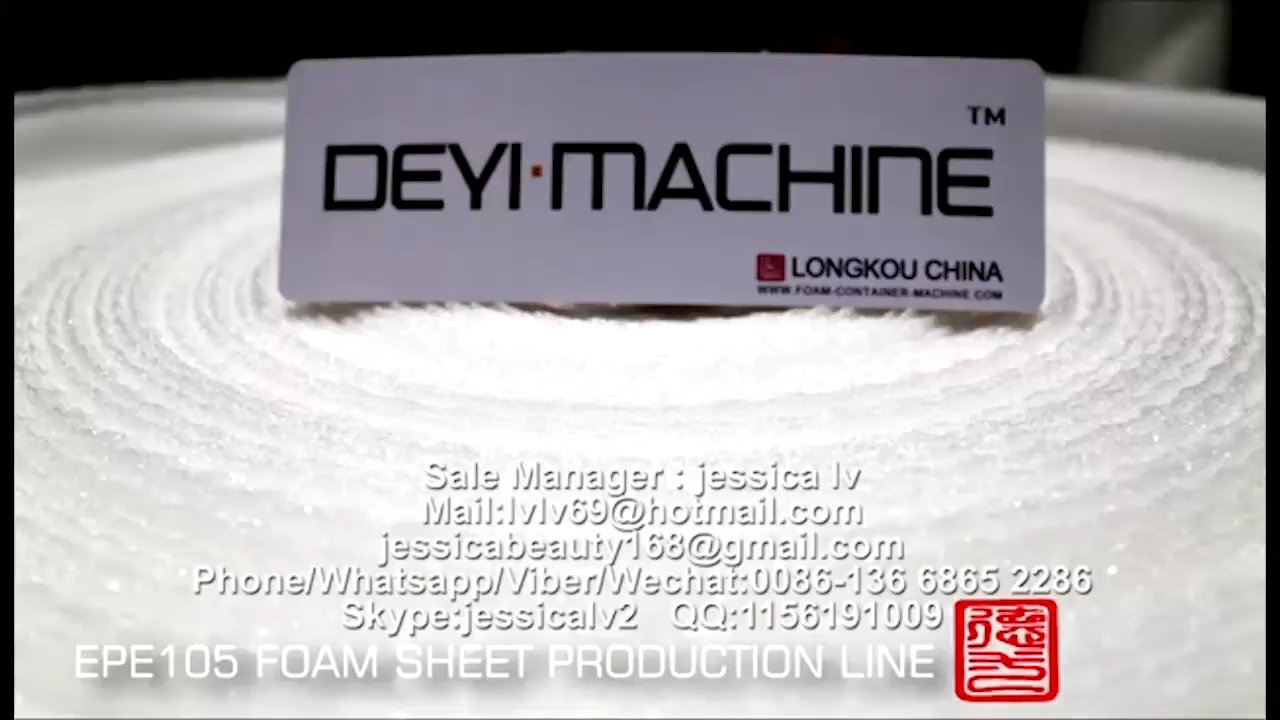 TM
DEYI·MACHINE
LONGKOU CHINA
WWW.FOAM-CONTAINER-MACHINE.COM
Sale Manager : jessica lv
Mail:lvlv69@hotmail.com
jessicabeauty168@gmail.com
Phone/Whatsapp/Viber/Wechat:0086-136 6865 2286
Skype:jessicalv2 QQ:1156191009
EPE105 FOAM SHEET PRODUCTION LINE